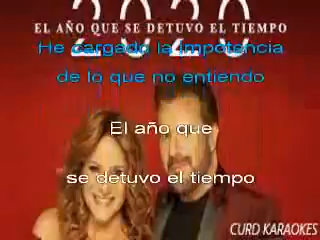 2020
EL AÑO QUE SE DETUVO EL TIEMPO
He cargado la impotencia
de lo que no entiendo
El año que
se detuvo el tiempo
CURD KARAOKES